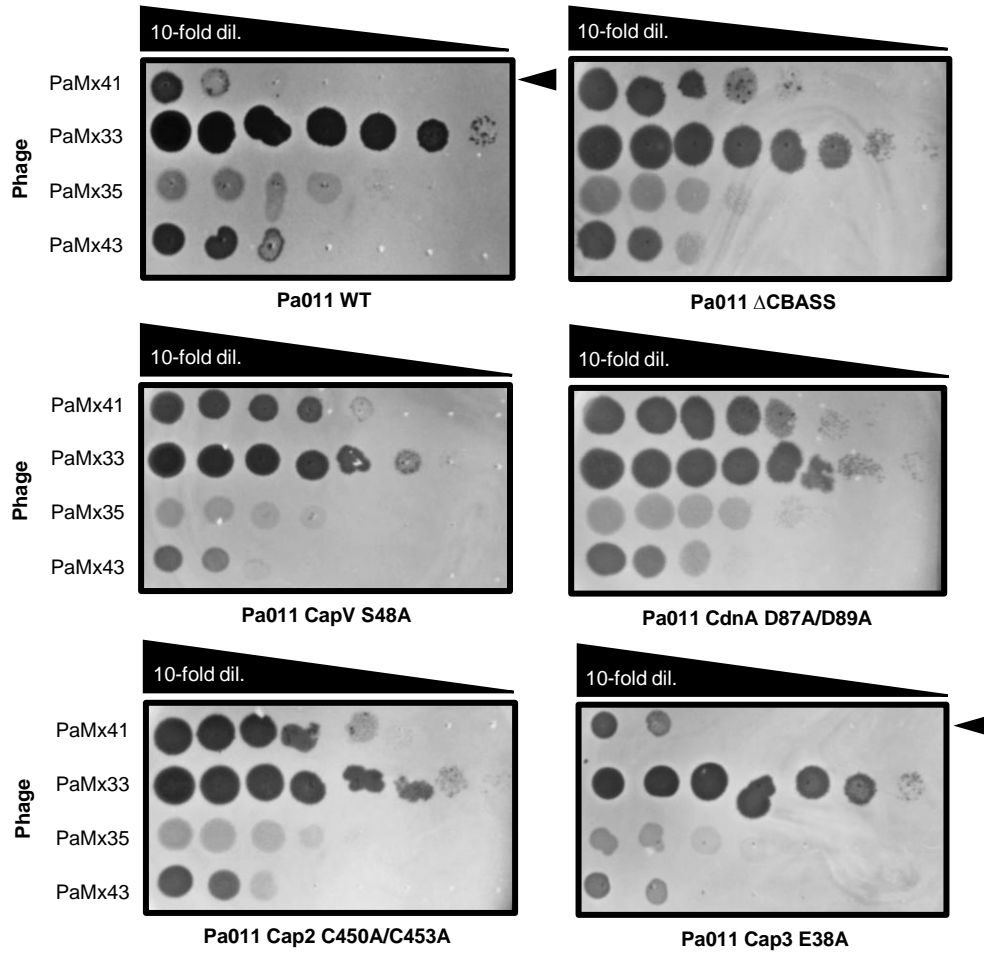 10-fold dil.
10-fold dil.
Phage
PaMx41
PaMx33
PaMx35
PaMx43
Pa011 WT
Pa011 ΔCBASS
10-fold dil.
10-fold dil.
Phage
PaMx41
PaMx33
PaMx35
PaMx43
Pa011 CapV S48A
Pa011 CdnA D87A/D89A
10-fold dil.
10-fold dil.
Phage
PaMx41
PaMx33
PaMx35
PaMx43
Pa011 Cap2 C450A/C453A
Pa011 Cap3 E38A